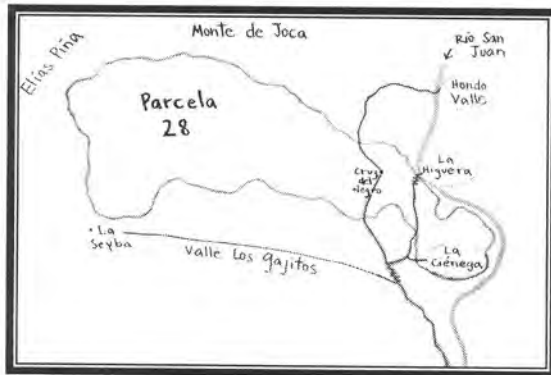 Monte de Joca
Río San
Juan
Elías Piña
Hondo
Valle
Parcela
28
La
Higuera
Cruz
del
Negro
La
Seyba
Valle Los gajitos
La
Ciénega